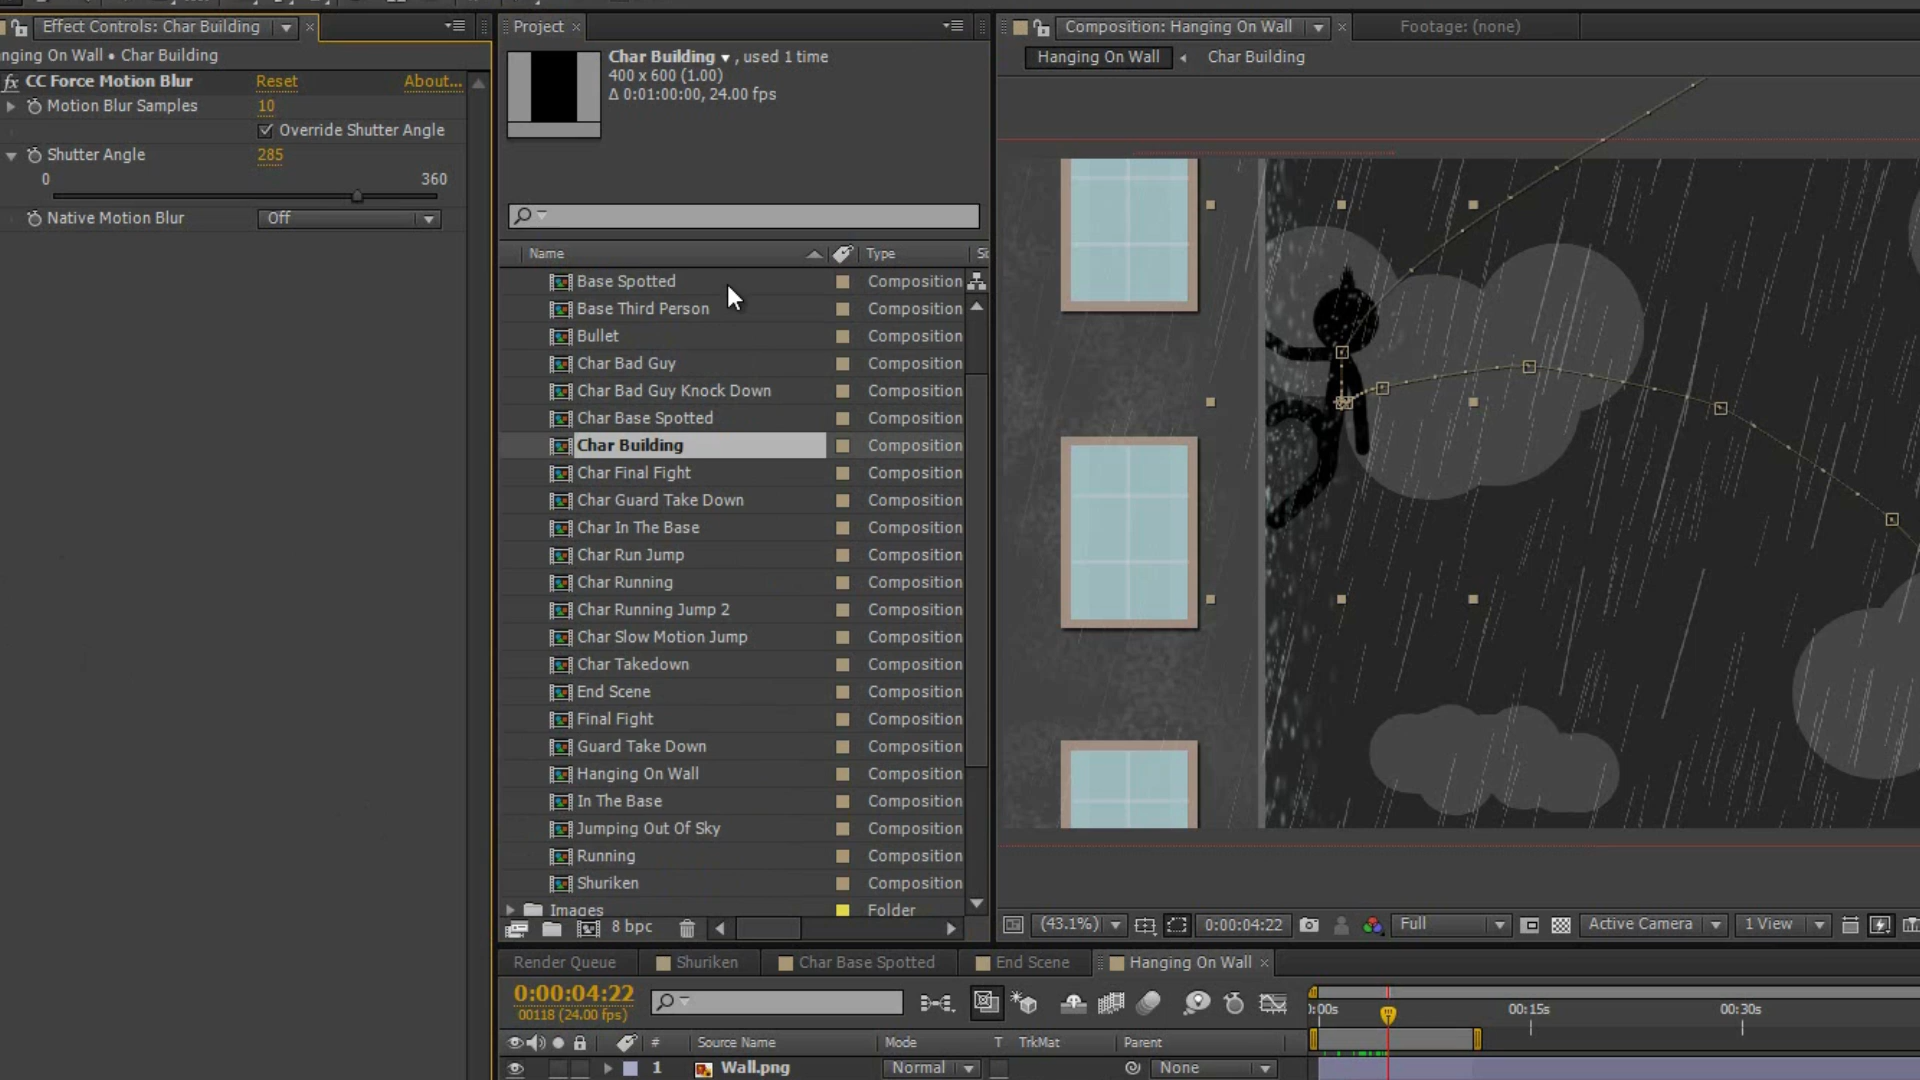 Effect Controls: Char Building
nging On Wall • Char Building
fx CC Force Motion Blur Reset About...
Motion Blur Samples 10
Override Shutter Angle
Shutter Angle 285
0 360
Native Motion Blur Off
Project
Char Building , used 1 time
400 x 600 (1.00)
Δ 0:01:00:00, 24.00 fps
Name Type
Base Spotted Composition
Base Third Person Composition
Bullet Composition
Char Bad Guy Composition
Char Bad Guy Knock Down Composition
Char Base Spotted Composition
Char Building Composition
Char Final Fight Composition
Char Guard Take Down Composition
Char In The Base Composition
Char Run Jump Composition
Char Running Composition
Char Running Jump 2 Composition
Char Slow Motion Jump Composition
Char Takedown Composition
End Scene Composition
Final Fight Composition
Guard Take Down Composition
Hanging On Wall Composition
In The Base Composition
Jumping Out Of Sky Composition
Running Composition
Shuriken Composition
Images Folder
8 bpc
Composition: Hanging On Wall Footage: (none)
Hanging On Wall Char Building
(43.1%) 0:00:04:22 Full Active Camera 1 View
Render Queue Shuriken Char Base Spotted End Scene Hanging On Wall
0:00:04:22
00118 (24.00 fps)
):00s 00:15s 00:30s
# Source Name Mode T TrkMat Parent
1 Wall.png Normal None